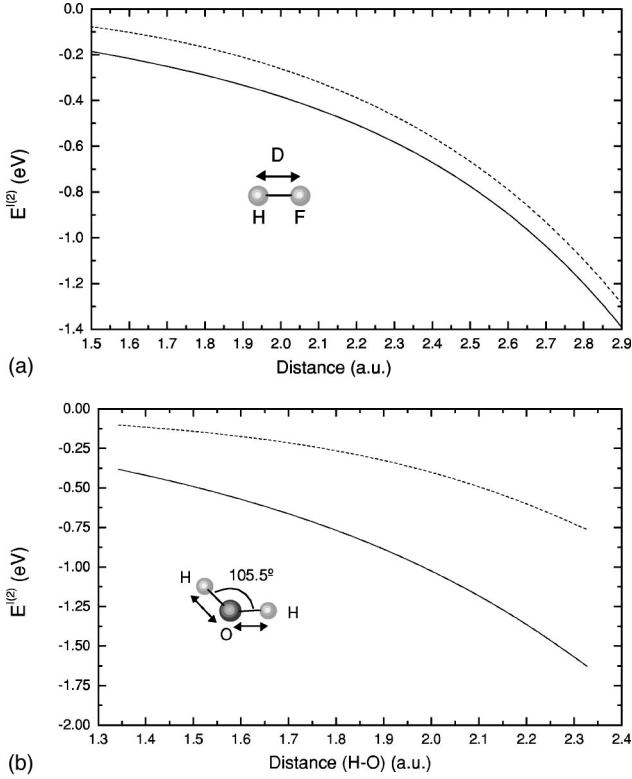 0.0
-0.2
-0.4
-0.6
-0.8
-1.0
-1.2
-1.4
E^{I(2)} (eV)
D
H F
1.5 1.6 1.7 1.8 1.9 2.0 2.1 2.2 2.3 2.4 2.5 2.6 2.7 2.8 2.9
(a)
Distance (a.u.)
0.00
-0.25
-0.50
-0.75
-1.00
-1.25
-1.50
-1.75
-2.00
E^{I(2)} (eV)
H 105.5º
H
O
1.3 1.4 1.5 1.6 1.7 1.8 1.9 2.0 2.1 2.2 2.3 2.4
(b)
Distance (H-O) (a.u.)